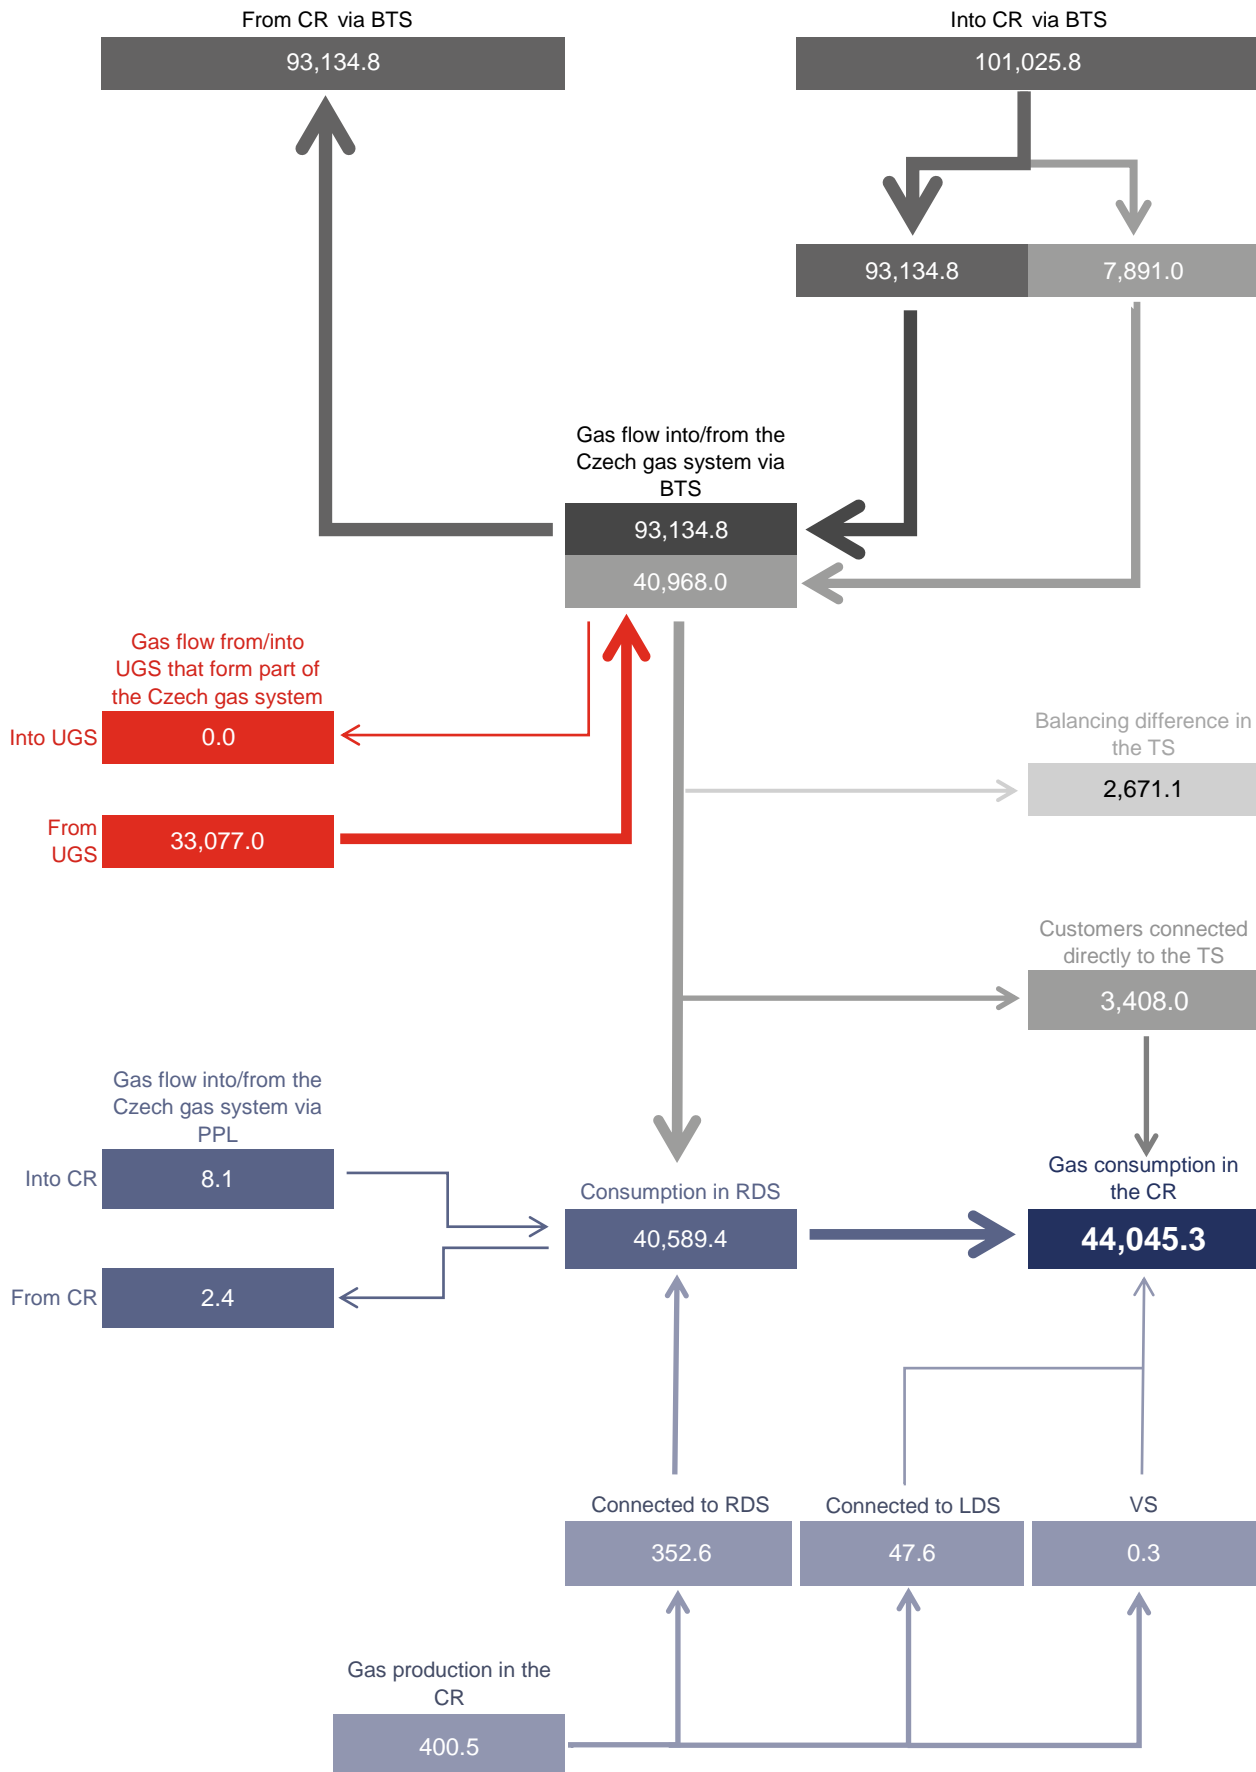 From CR via BTS
Into CR via BTS
93,134.8
101,025.8
93,134.8
7,891.0
Gas flow into/from the
Czech gas system via
BTS
93,134.8
40,968.0
Gas flow from/into
UGS that form part of
the Czech gas system
Into UGS
0.0
From
UGS
33,077.0
Balancing difference in
the TS
2,671.1
Customers connected
directly to the TS
3,408.0
Gas flow into/from the
Czech gas system via
PPL
Into CR
8.1
From CR
2.4
Consumption in RDS
40,589.4
Gas consumption in
the CR
44,045.3
Connected to RDS
Connected to LDS
VS
352.6
47.6
0.3
Gas production in the
CR
400.5